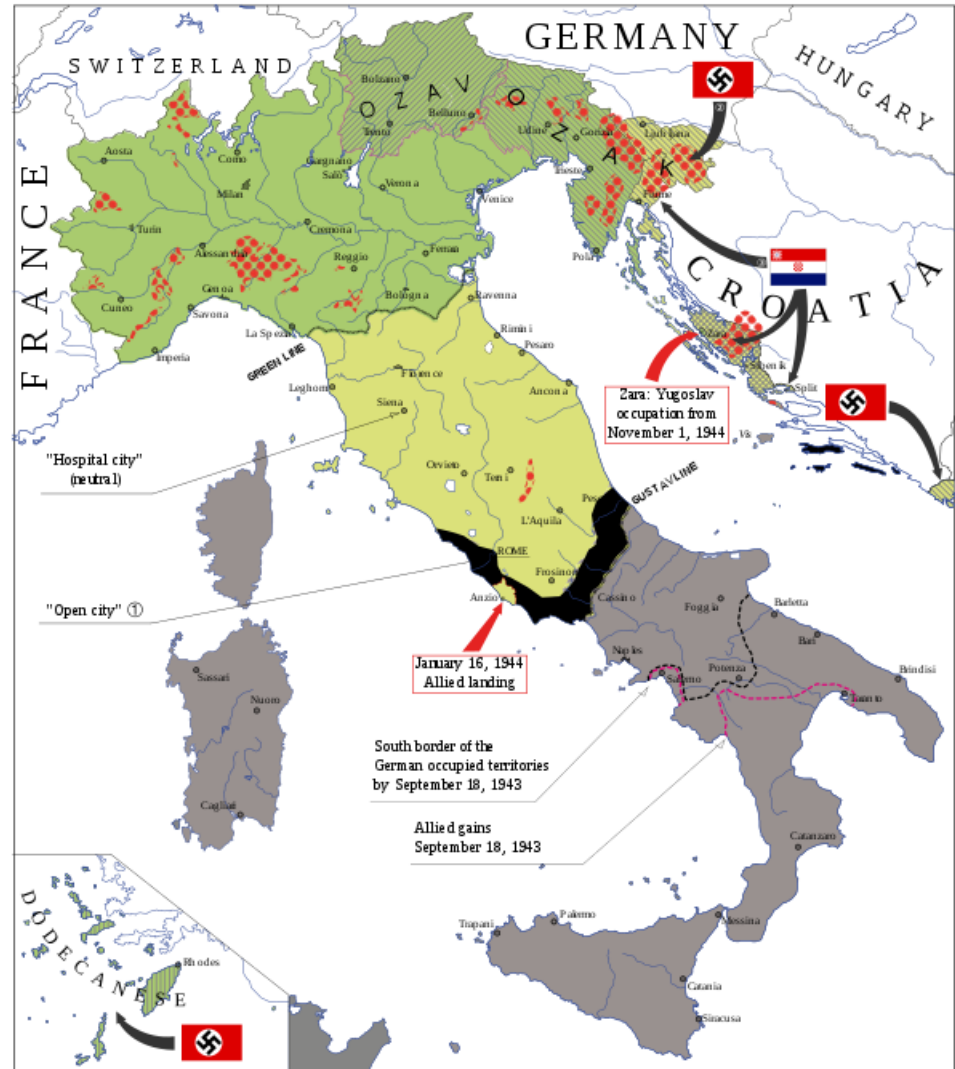 GERMANY
SWITZERLAND
HUNGARY
FRANCE
CROATIA
OZAV
OZAK
Bolzano
Trento
Belluno
Udine
Gorizia
Ljubljana
Trieste
Fiume
Pola
Aosta
Como
Gargnano
Salò
Milan
Verona
Venice
Turin
Cremona
Alessandria
Reggio
Ferrara
Cuneo
Genoa
Savona
Bologna
Ravenna
Imperia
La Spezia
GREEN LINE
Rimini
Pesaro
Leghorn
Florence
Ancona
Siena
Zara
Sibenik
Split
Vis
Zara: Yugoslav
occupation from
November 1, 1944
"Hospital city"
(neutral)
Orvieto
Terni
GUSTAV LINE
L'Aquila
ROME
Frosinone
Anzio
Cassino
"Open city" ①
January 16, 1944
Allied landing
Foggia
Barletta
Bari
Naples
Salerno
Potenza
Brindisi
Taranto
Sassari
Nuoro
Cagliari
South border of the
German occupied territories
by September 18, 1943
Allied gains
September 18, 1943
Catanzaro
Messina
Palermo
Trapani
Catania
Siracusa
DODECANESE
Rhodes